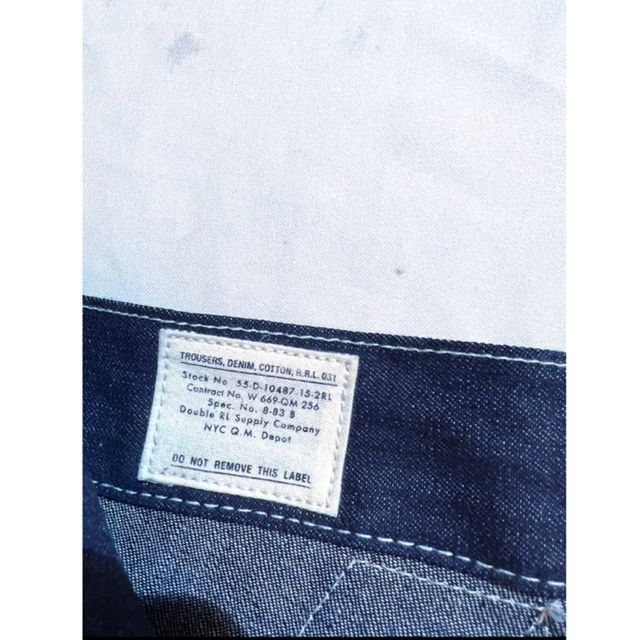 TROUSERS, DENIM, COTTON, R.R.L. 031
Stock No. 55-D-10487-15-2RL
Contract No. W 669-QM 256
Spec. No. 8-83 B
Double RL Supply Company
NYC Q.M. Depot
DO NOT REMOVE THIS LABEL